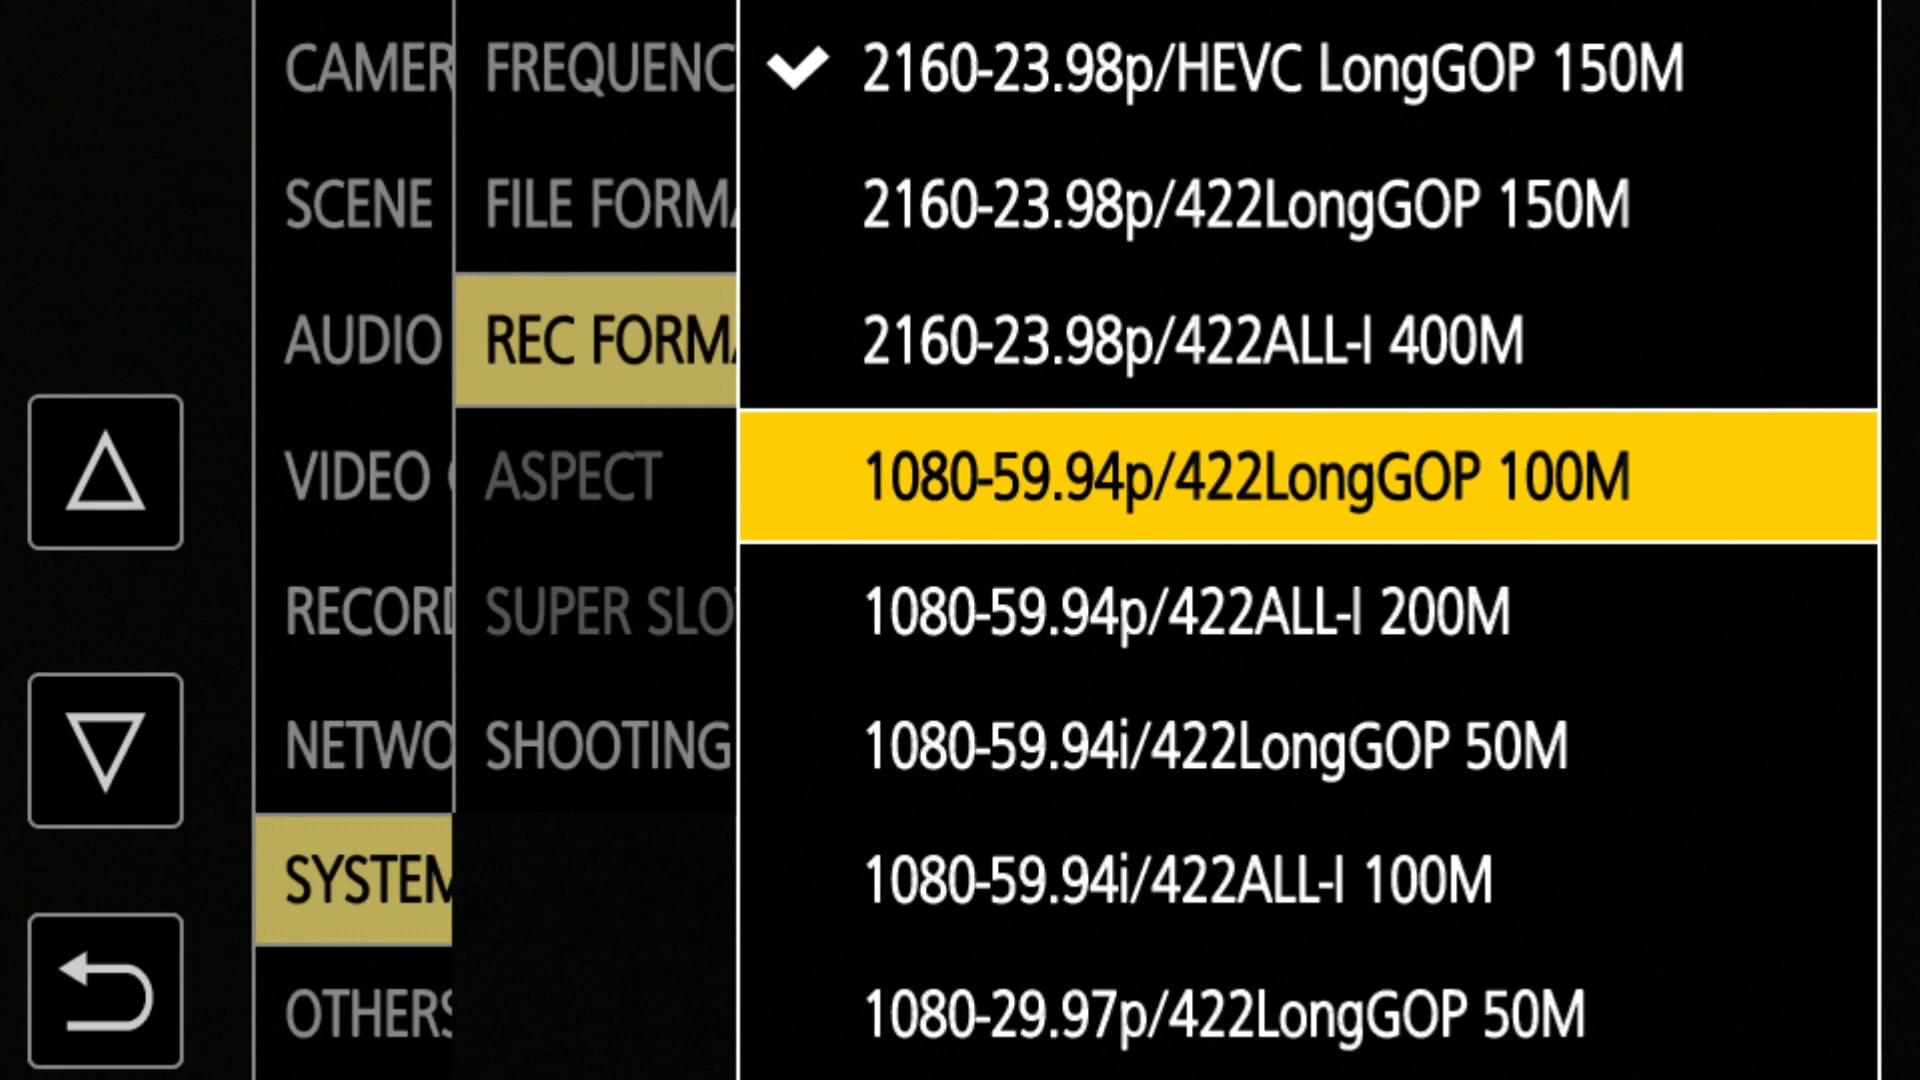 CAMER
SCENE
AUDIO
VIDEO
RECORD
NETWO
SYSTEM
OTHERS
FREQUENC
FILE FORMA
REC FORMA
ASPECT
SUPER SLO
SHOOTING
2160-23.98p/HEVC LongGOP 150M
2160-23.98p/422LongGOP 150M
2160-23.98p/422ALL-I 400M
1080-59.94p/422LongGOP 100M
1080-59.94p/422ALL-I 200M
1080-59.94i/422LongGOP 50M
1080-59.94i/422ALL-I 100M
1080-29.97p/422LongGOP 50M